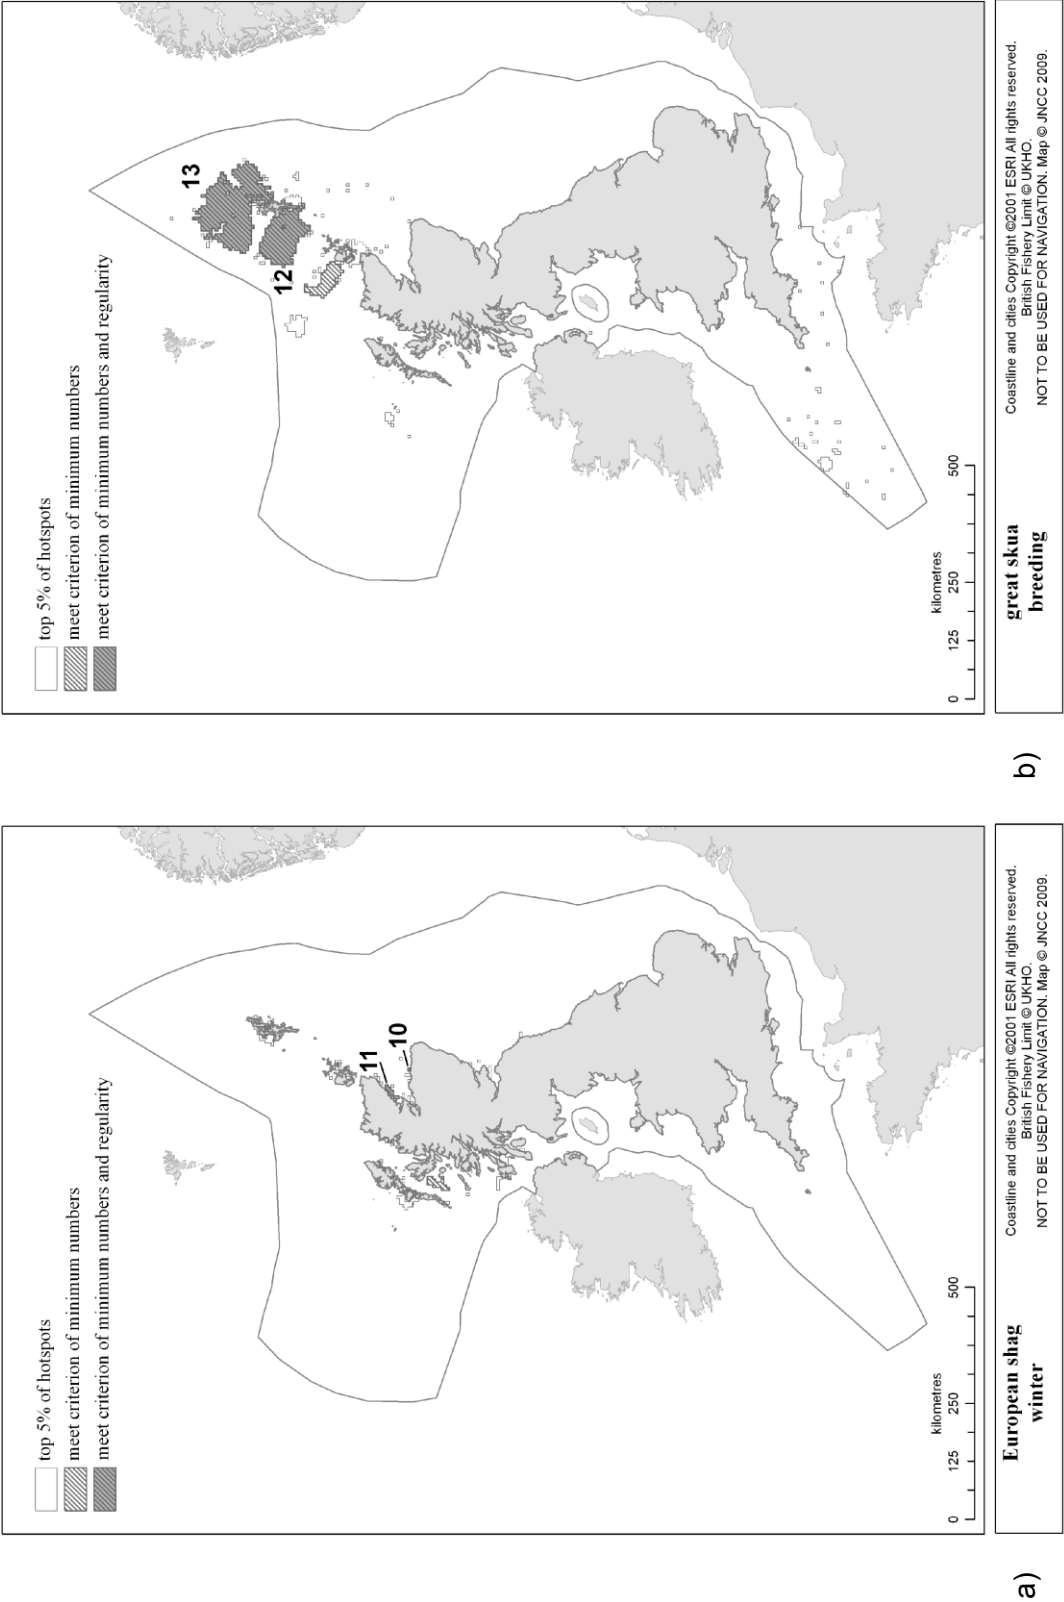 a)
top 5% of hotspots
meet criterion of minimum numbers
meet criterion of minimum numbers and regularity
11
10
kilometres
0 125 250 500
European shag
winter
Coastline and cities Copyright ©2001 ESRI All rights reserved.
British Fishery Limit © UKHO.
NOT TO BE USED FOR NAVIGATION. Map © JNCC 2009.
b)
top 5% of hotspots
meet criterion of minimum numbers
meet criterion of minimum numbers and regularity
13
12
kilometres
0 125 250 500
great skua
breeding
Coastline and cities Copyright ©2001 ESRI All rights reserved.
British Fishery Limit © UKHO.
NOT TO BE USED FOR NAVIGATION. Map © JNCC 2009.